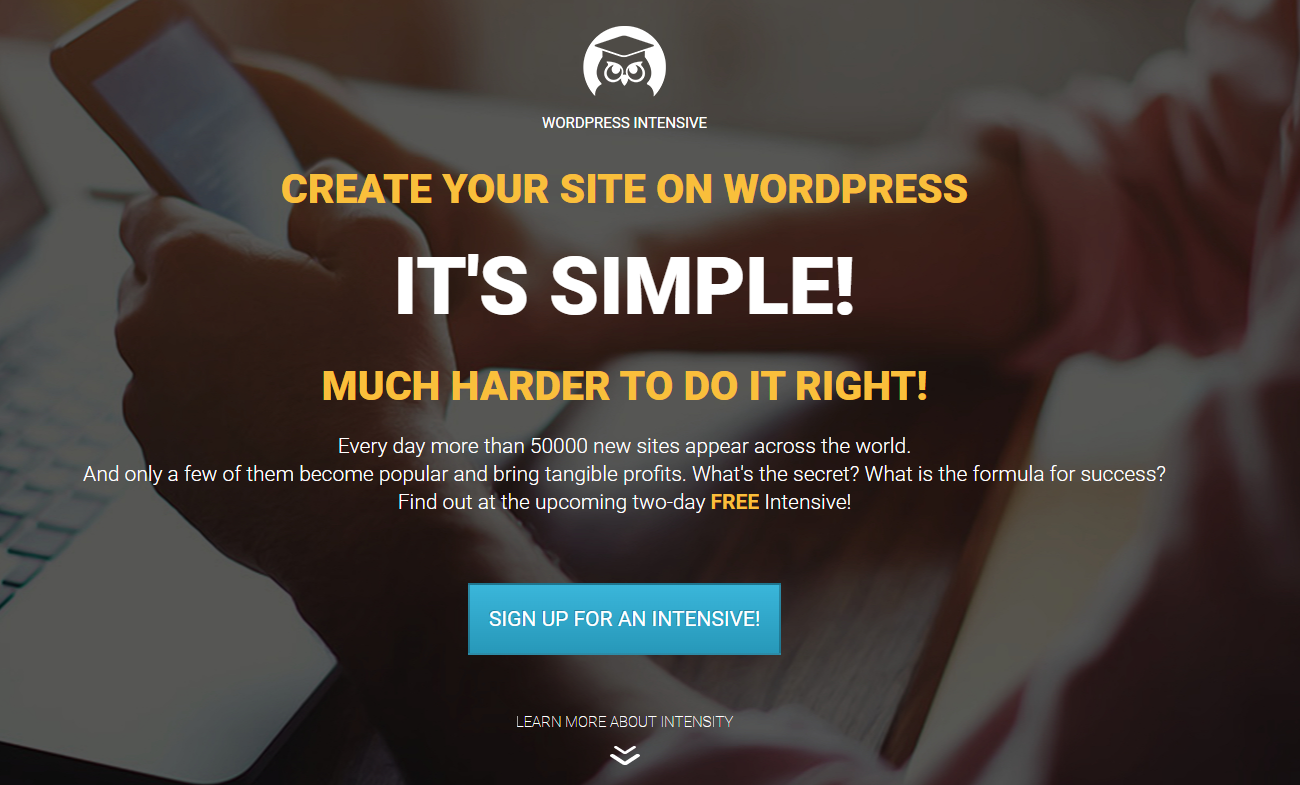 WORDPRESS INTENSIVE
CREATE YOUR SITE ON WORDPRESS
IT'S SIMPLE!
MUCH HARDER TO DO IT RIGHT!
Every day more than 50000 new sites appear across the world.
And only a few of them become popular and bring tangible profits. What's the secret? What is the formula for success?
Find out at the upcoming two-day FREE Intensive!
SIGN UP FOR AN INTENSIVE!
LEARN MORE ABOUT INTENSITY